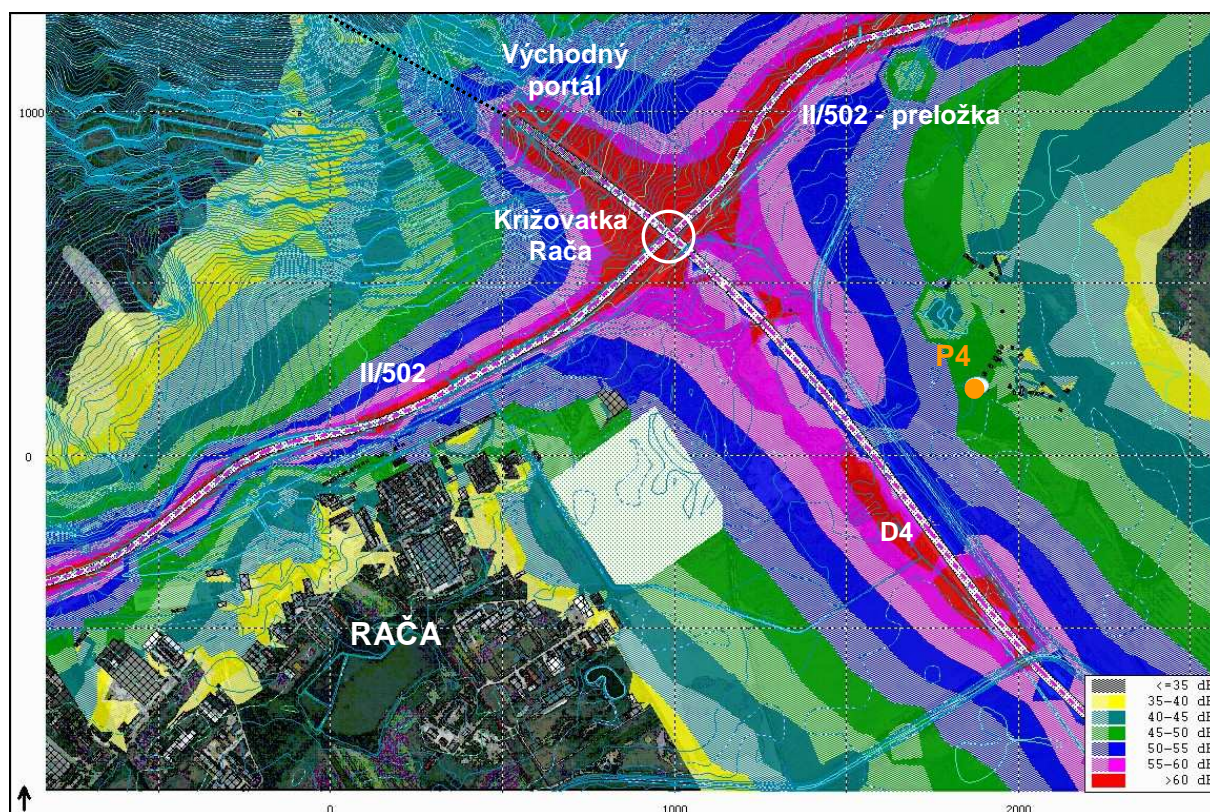 Východný
portál
1000
II/502 - preložka
Križovatka
Rača
P4
II/502
0
D4
RAČA
<=35 dB
35-40 dB
40-45 dB
45-50 dB
50-55 dB
55-60 dB
>60 dB
0
1000
2000